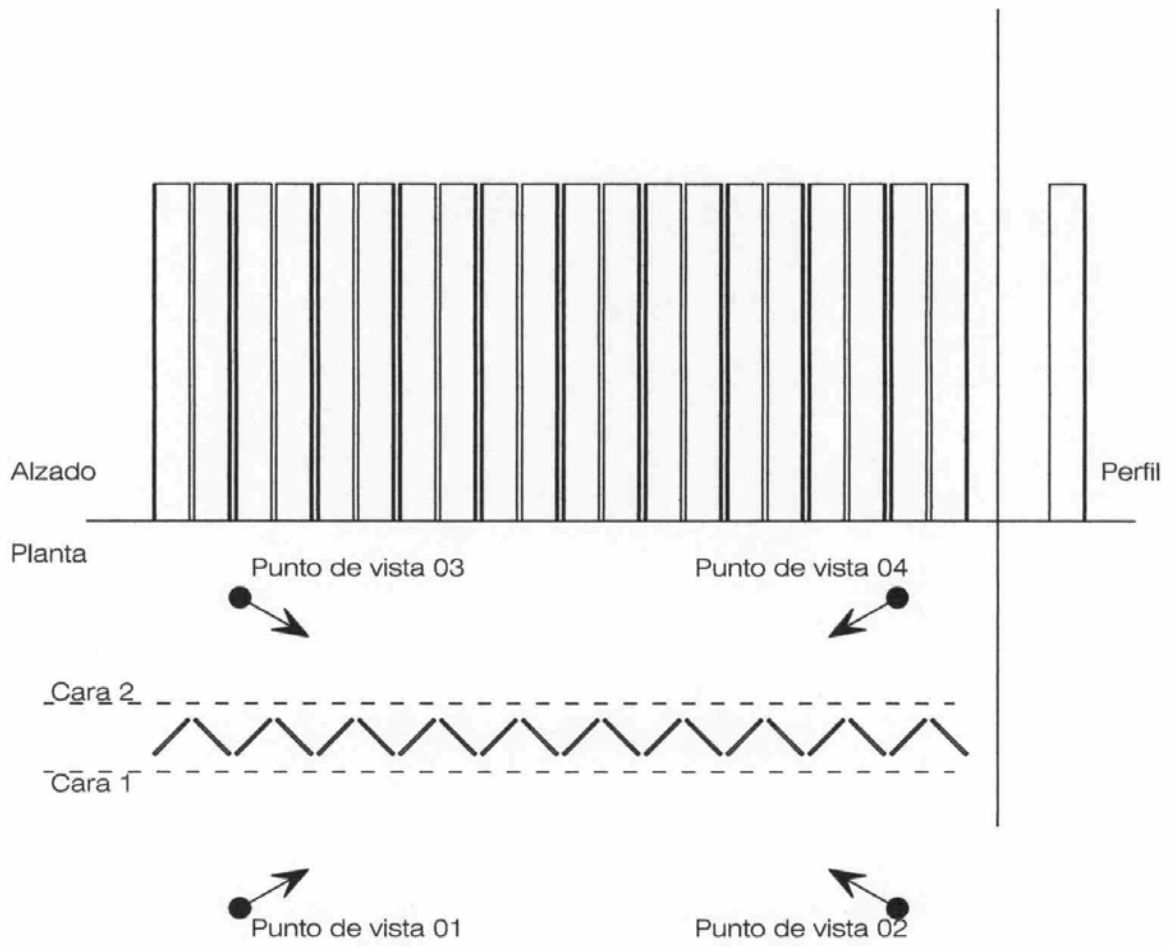 Alzado
Perfil
Planta
Punto de vista 03
Punto de vista 04
Cara 2
Cara 1
Punto de vista 01
Punto de vista 02